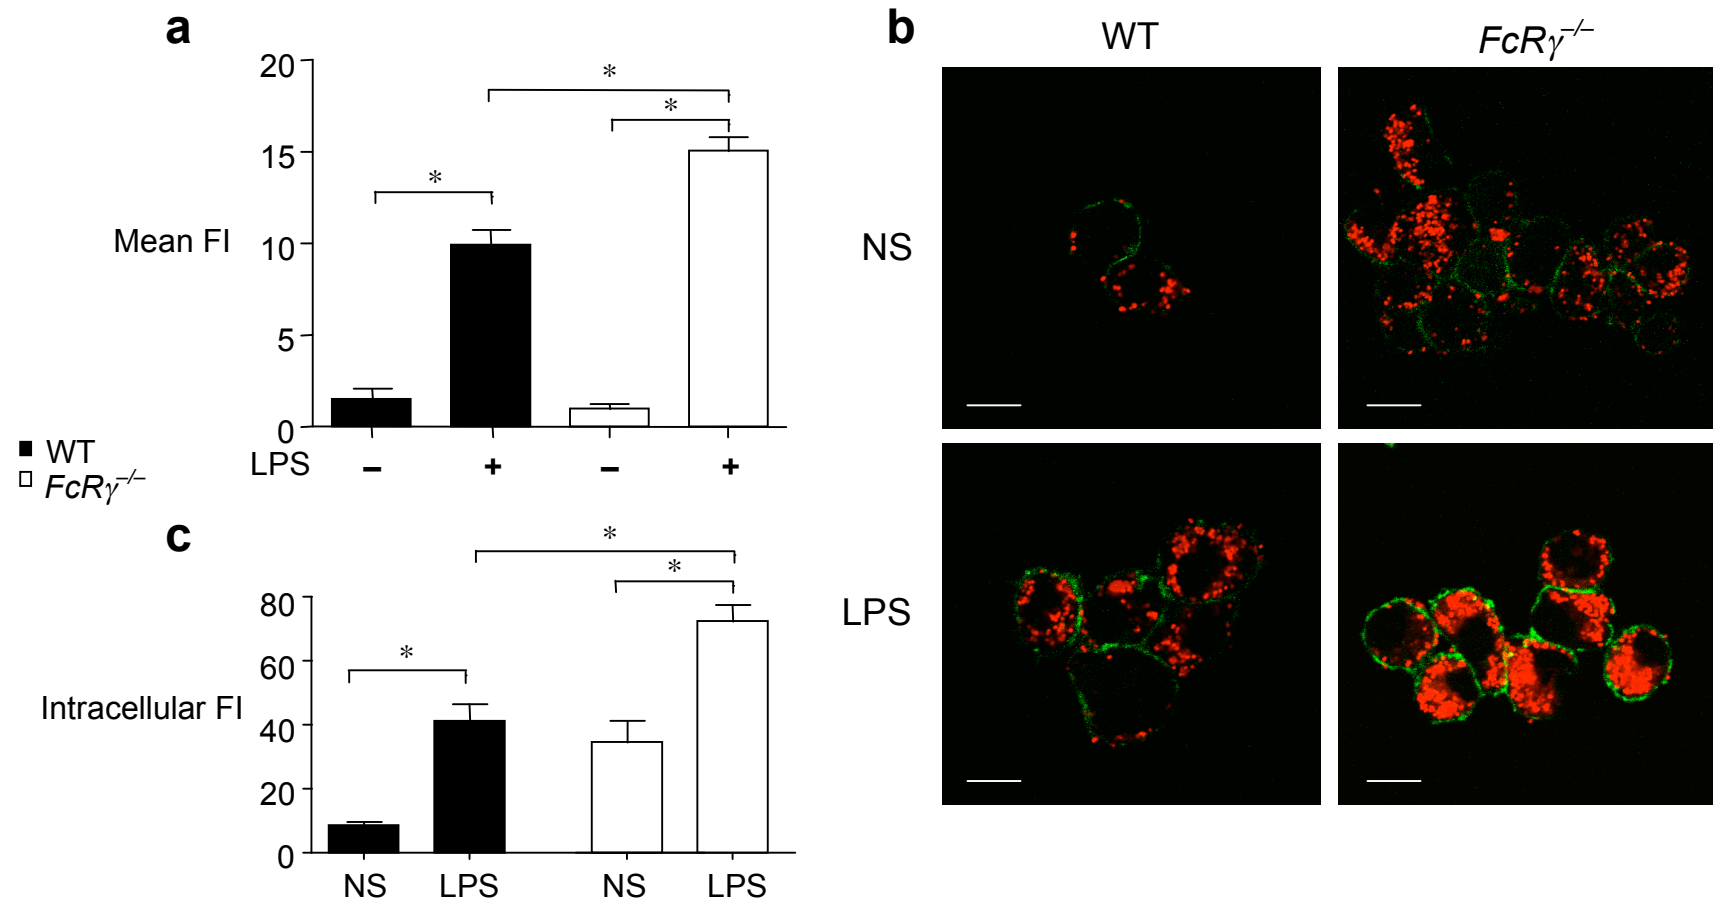 a
20
15
10
5
0
Mean FI
*
*
*
WT
FcRγ–/–
LPS – + – +
b
WT FcRγ–/–
NS
LPS
c
80
60
40
20
0
Intracellular FI
*
*
*
NS LPS NS LPS